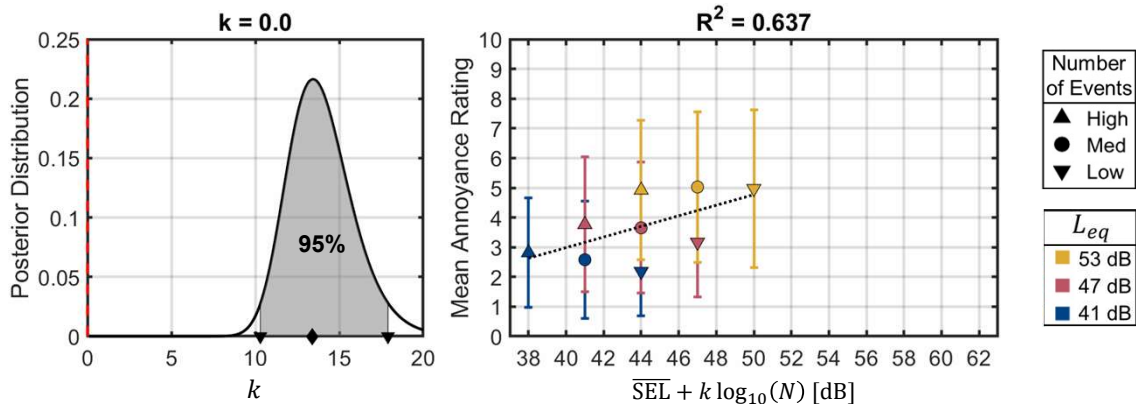 k = 0.0
Posterior Distribution
0.25
0.2
0.15
0.1
0.05
0
95%
0 5 10 15 20
k
R² = 0.637
Mean Annoyance Rating
10
9
8
7
6
5
4
3
2
1
0
38 40 42 44 46 48 50 52 54 56 58 60 62
S̅E̅L̅ + k log₁₀(N) [dB]
Number
of Events
High
Med
Low
Leq
53 dB
47 dB
41 dB